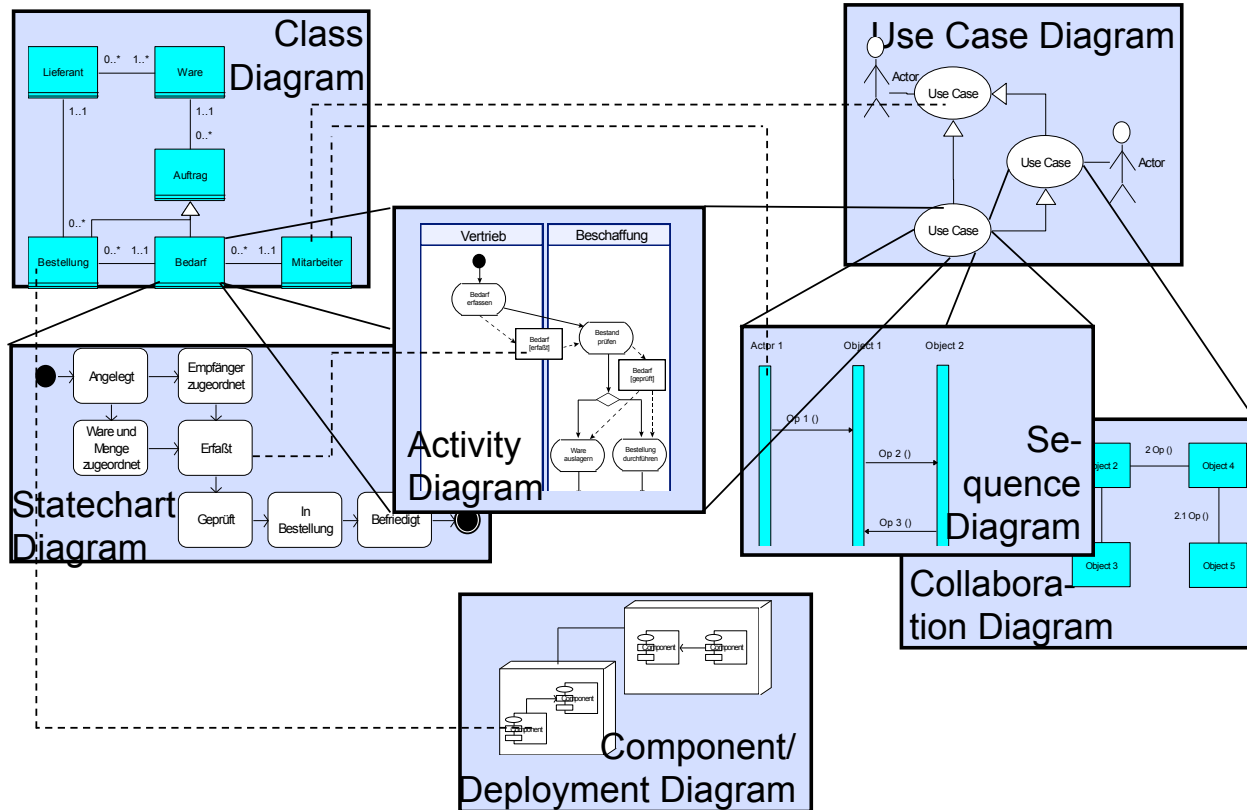 Class
Diagram
Lieferant
0..*
1..*
Ware
1..1
1..1
0..*
Auftrag
0..*
Bestellung
0..*
1..1
Bedarf
0..*
1..1
Mitarbeiter
Use Case Diagram
Actor
Use Case
Use Case
Actor
Use Case
Vertrieb
Beschaffung
Bedarf
erfassen
Bedarf
[erfaßt]
Bestand
prüfen
Bedarf
[geprüft]
Ware
auslagern
Bestellung
durchführen
Activity
Diagram
Angelegt
Empfänger
zugeordnet
Ware und
Menge
zugeordnet
Erfaßt
Geprüft
In
Bestellung
Befriedigt
Statechart
Diagram
Actor 1
Object 1
Object 2
Op 1 ()
Op 2 ()
Op 3 ()
Se-
quence
Diagram
Object 2
2 Op ()
Object 4
2.1 Op ()
Object 3
Object 5
Collabora-
tion Diagram
Component
Component
Component
Component
Component/
Deployment Diagram